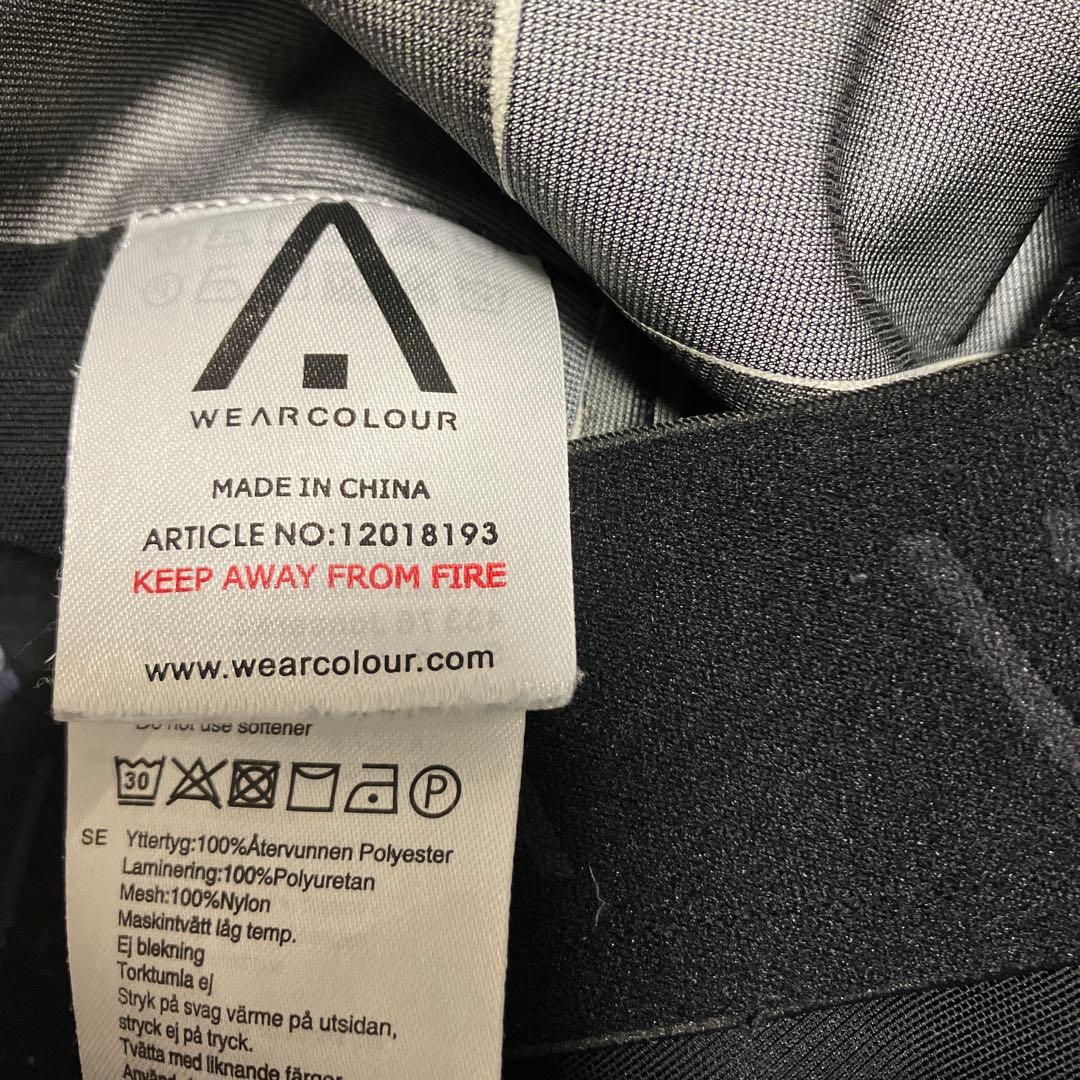 WEARCOLOUR
MADE IN CHINA
ARTICLE NO:12018193
KEEP AWAY FROM FIRE
www.wearcolour.com
Do not use softener
30
P
SE Yttertyg:100%Återvunnen Polyester
Laminering:100%Polyuretan
Mesh:100%Nylon
Maskintvått låg temp.
Ej blekning
Torktumla ej
Stryk på svag värme på utsidan,
stryck ej på tryck.
Tvätta med liknande färger